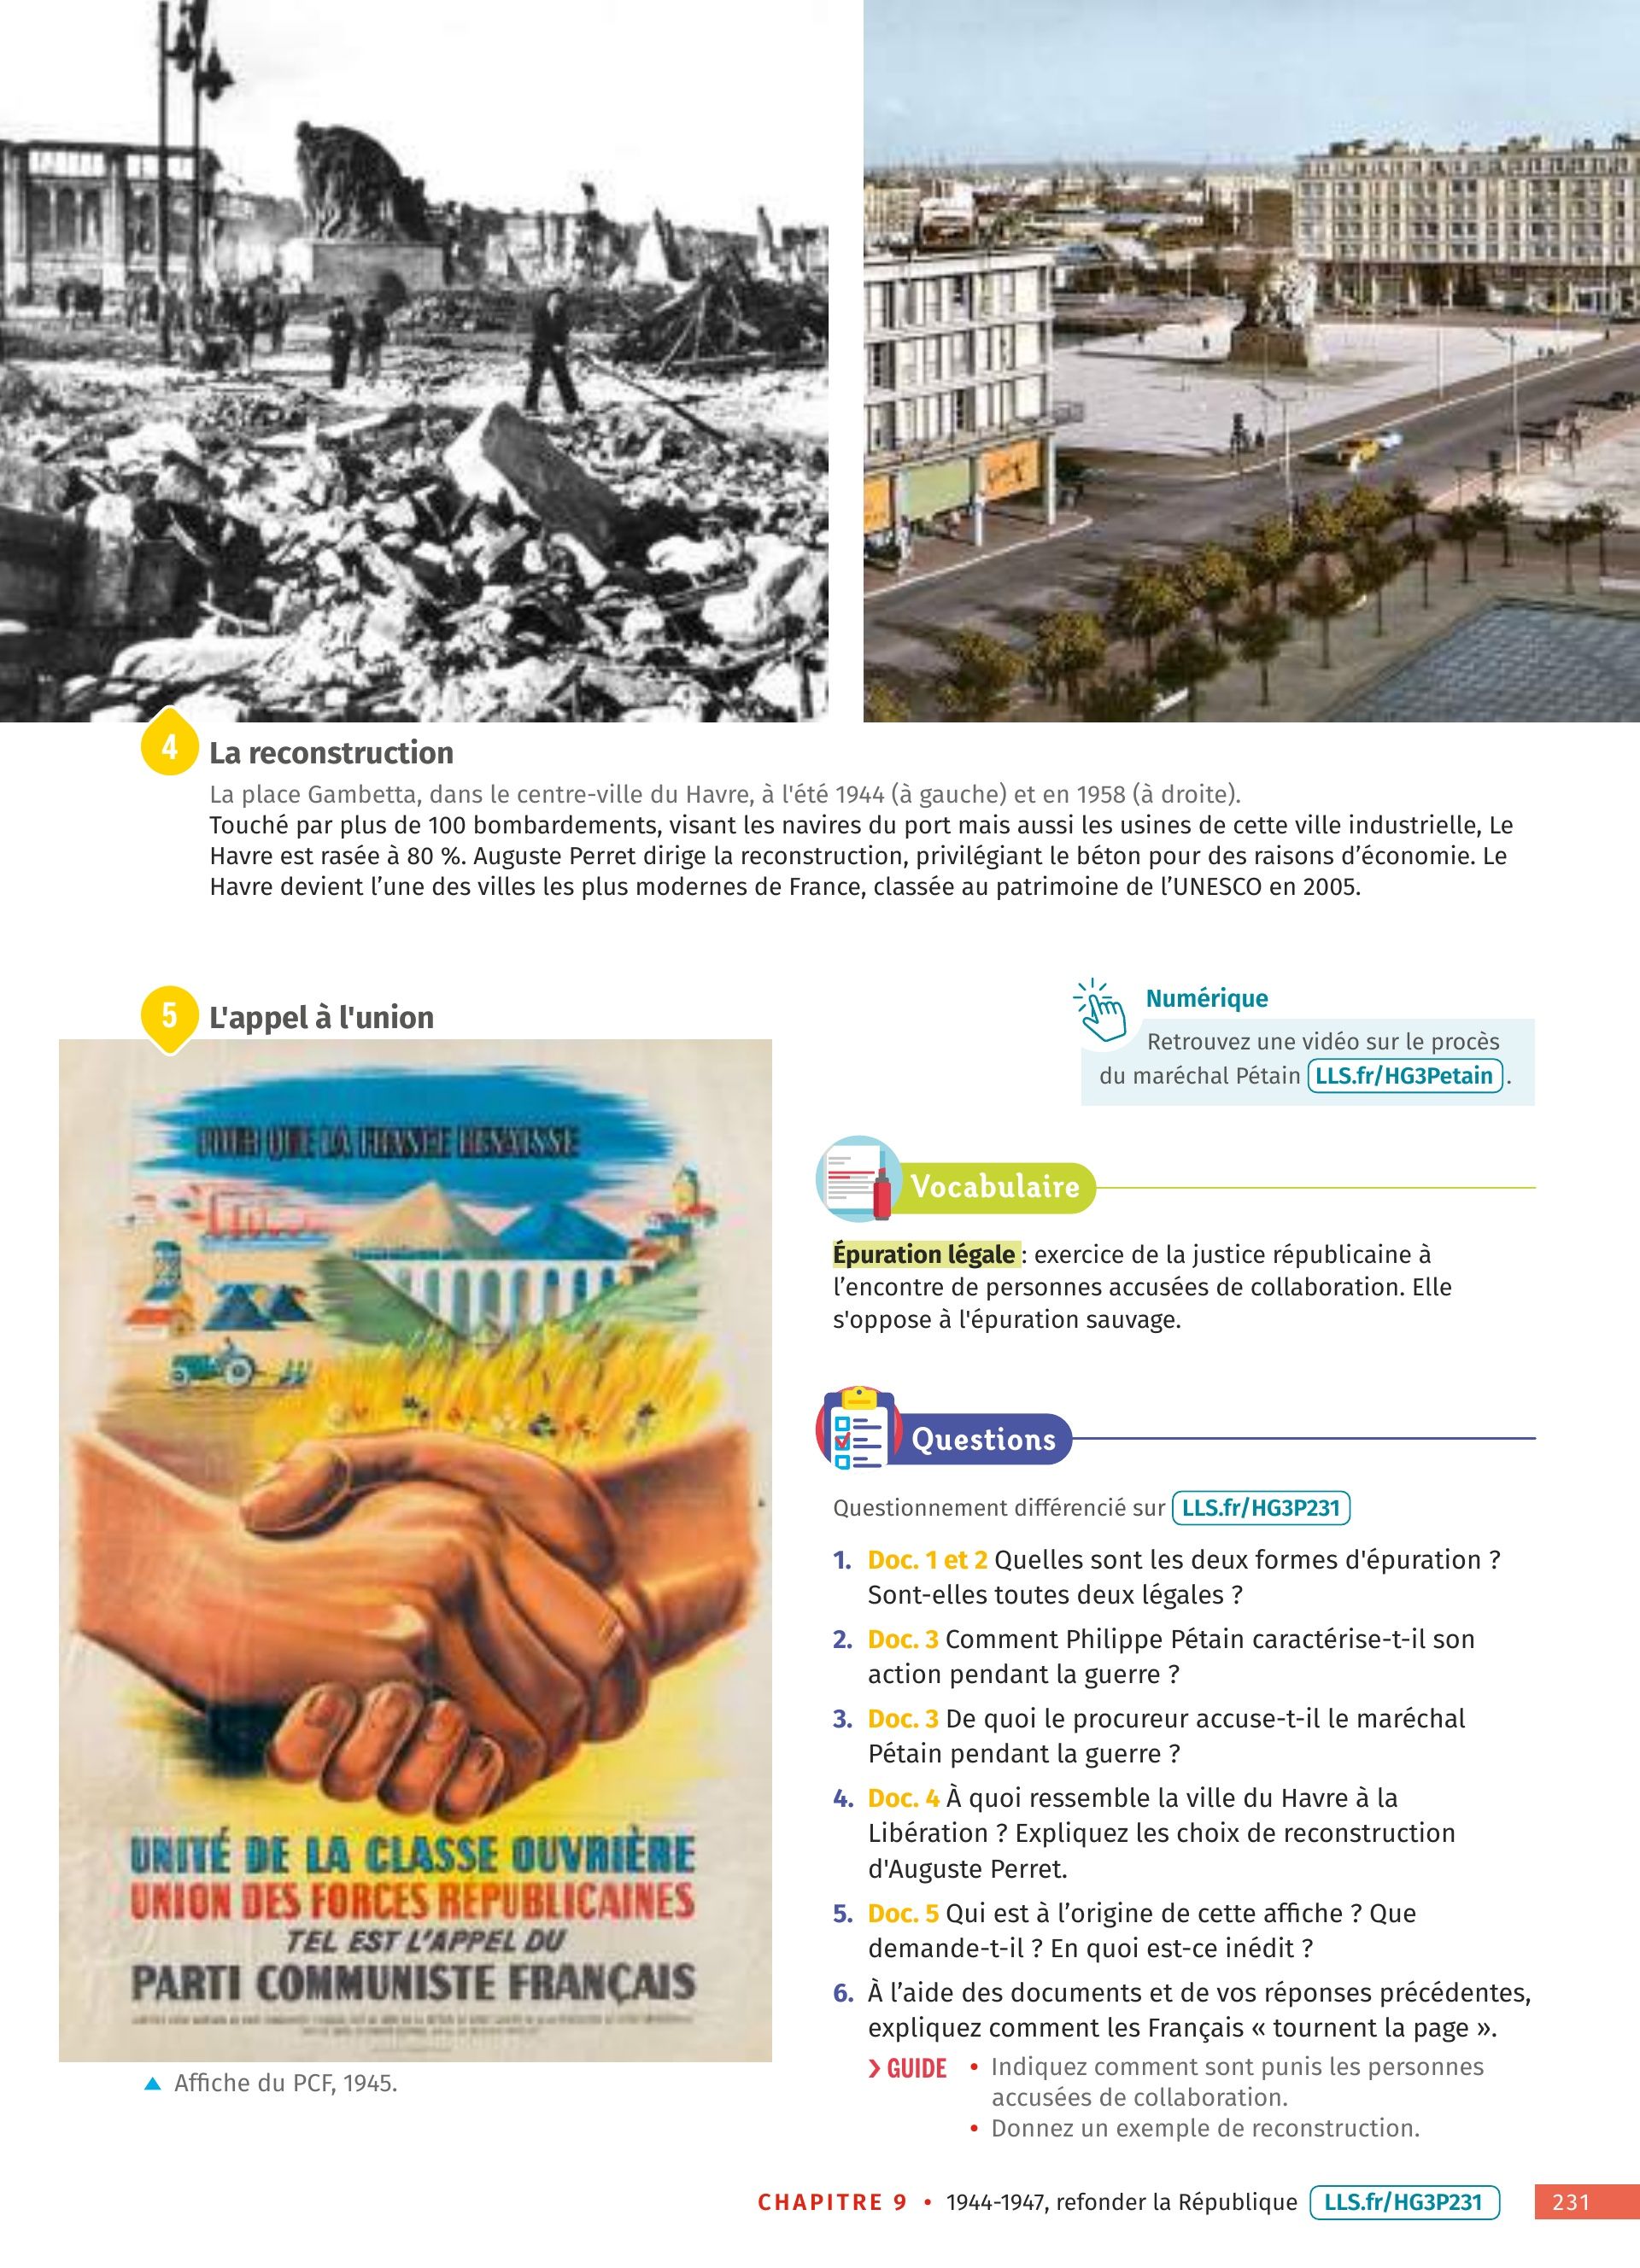 4
La reconstruction
La place Gambetta, dans le centre-ville du Havre, à l'été 1944 (à gauche) et en 1958 (à droite).
Touché par plus de 100 bombardements, visant les navires du port mais aussi les usines de cette ville industrielle, Le
Havre est rasée à 80 %. Auguste Perret dirige la reconstruction, privilégiant le béton pour des raisons d’économie. Le
Havre devient l’une des villes les plus modernes de France, classée au patrimoine de l’UNESCO en 2005.
5
L'appel à l'union
POUR QUE LA FRANCE RENAISSE
UNITÉ DE LA CLASSE OUVRIÈRE
UNION DES FORCES REPUBLICAINES
TEL EST L'APPEL DU
PARTI COMMUNISTE FRANÇAIS
▲ Affiche du PCF, 1945.
Numérique
Retrouvez une vidéo sur le procès
du maréchal Pétain LLS.fr/HG3Petain .
Vocabulaire
Épuration légale : exercice de la justice républicaine à
l’encontre de personnes accusées de collaboration. Elle
s'oppose à l'épuration sauvage.
Questions
Questionnement différencié sur LLS.fr/HG3P231
1. Doc. 1 et 2 Quelles sont les deux formes d'épuration ?
Sont-elles toutes deux légales ?
2. Doc. 3 Comment Philippe Pétain caractérise-t-il son
action pendant la guerre ?
3. Doc. 3 De quoi le procureur accuse-t-il le maréchal
Pétain pendant la guerre ?
4. Doc. 4 À quoi ressemble la ville du Havre à la
Libération ? Expliquez les choix de reconstruction
d'Auguste Perret.
5. Doc. 5 Qui est à l’origine de cette affiche ? Que
demande-t-il ? En quoi est-ce inédit ?
6. À l’aide des documents et de vos réponses précédentes,
expliquez comment les Français « tournent la page ».
› GUIDE • Indiquez comment sont punis les personnes
accusées de collaboration.
• Donnez un exemple de reconstruction.
CHAPITRE 9 • 1944-1947, refonder la République LLS.fr/HG3P231 231